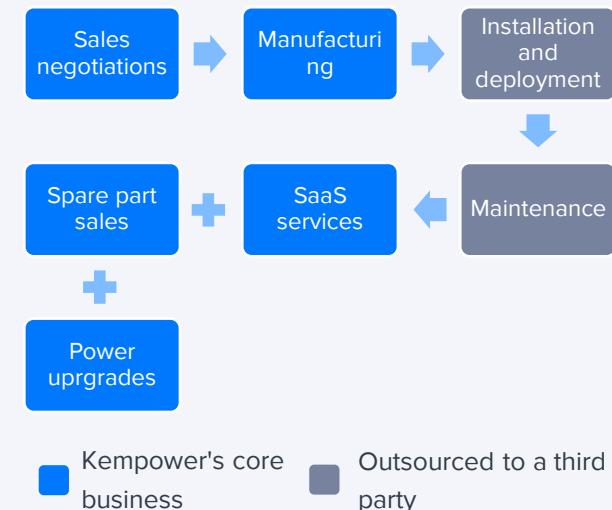 Sales
negotiations
Manufacturi
ng
Installation
and
deployment
Spare part
sales
SaaS
services
Maintenance
Power
uprgrades
Kempower's core
business
Outsourced to a third
party